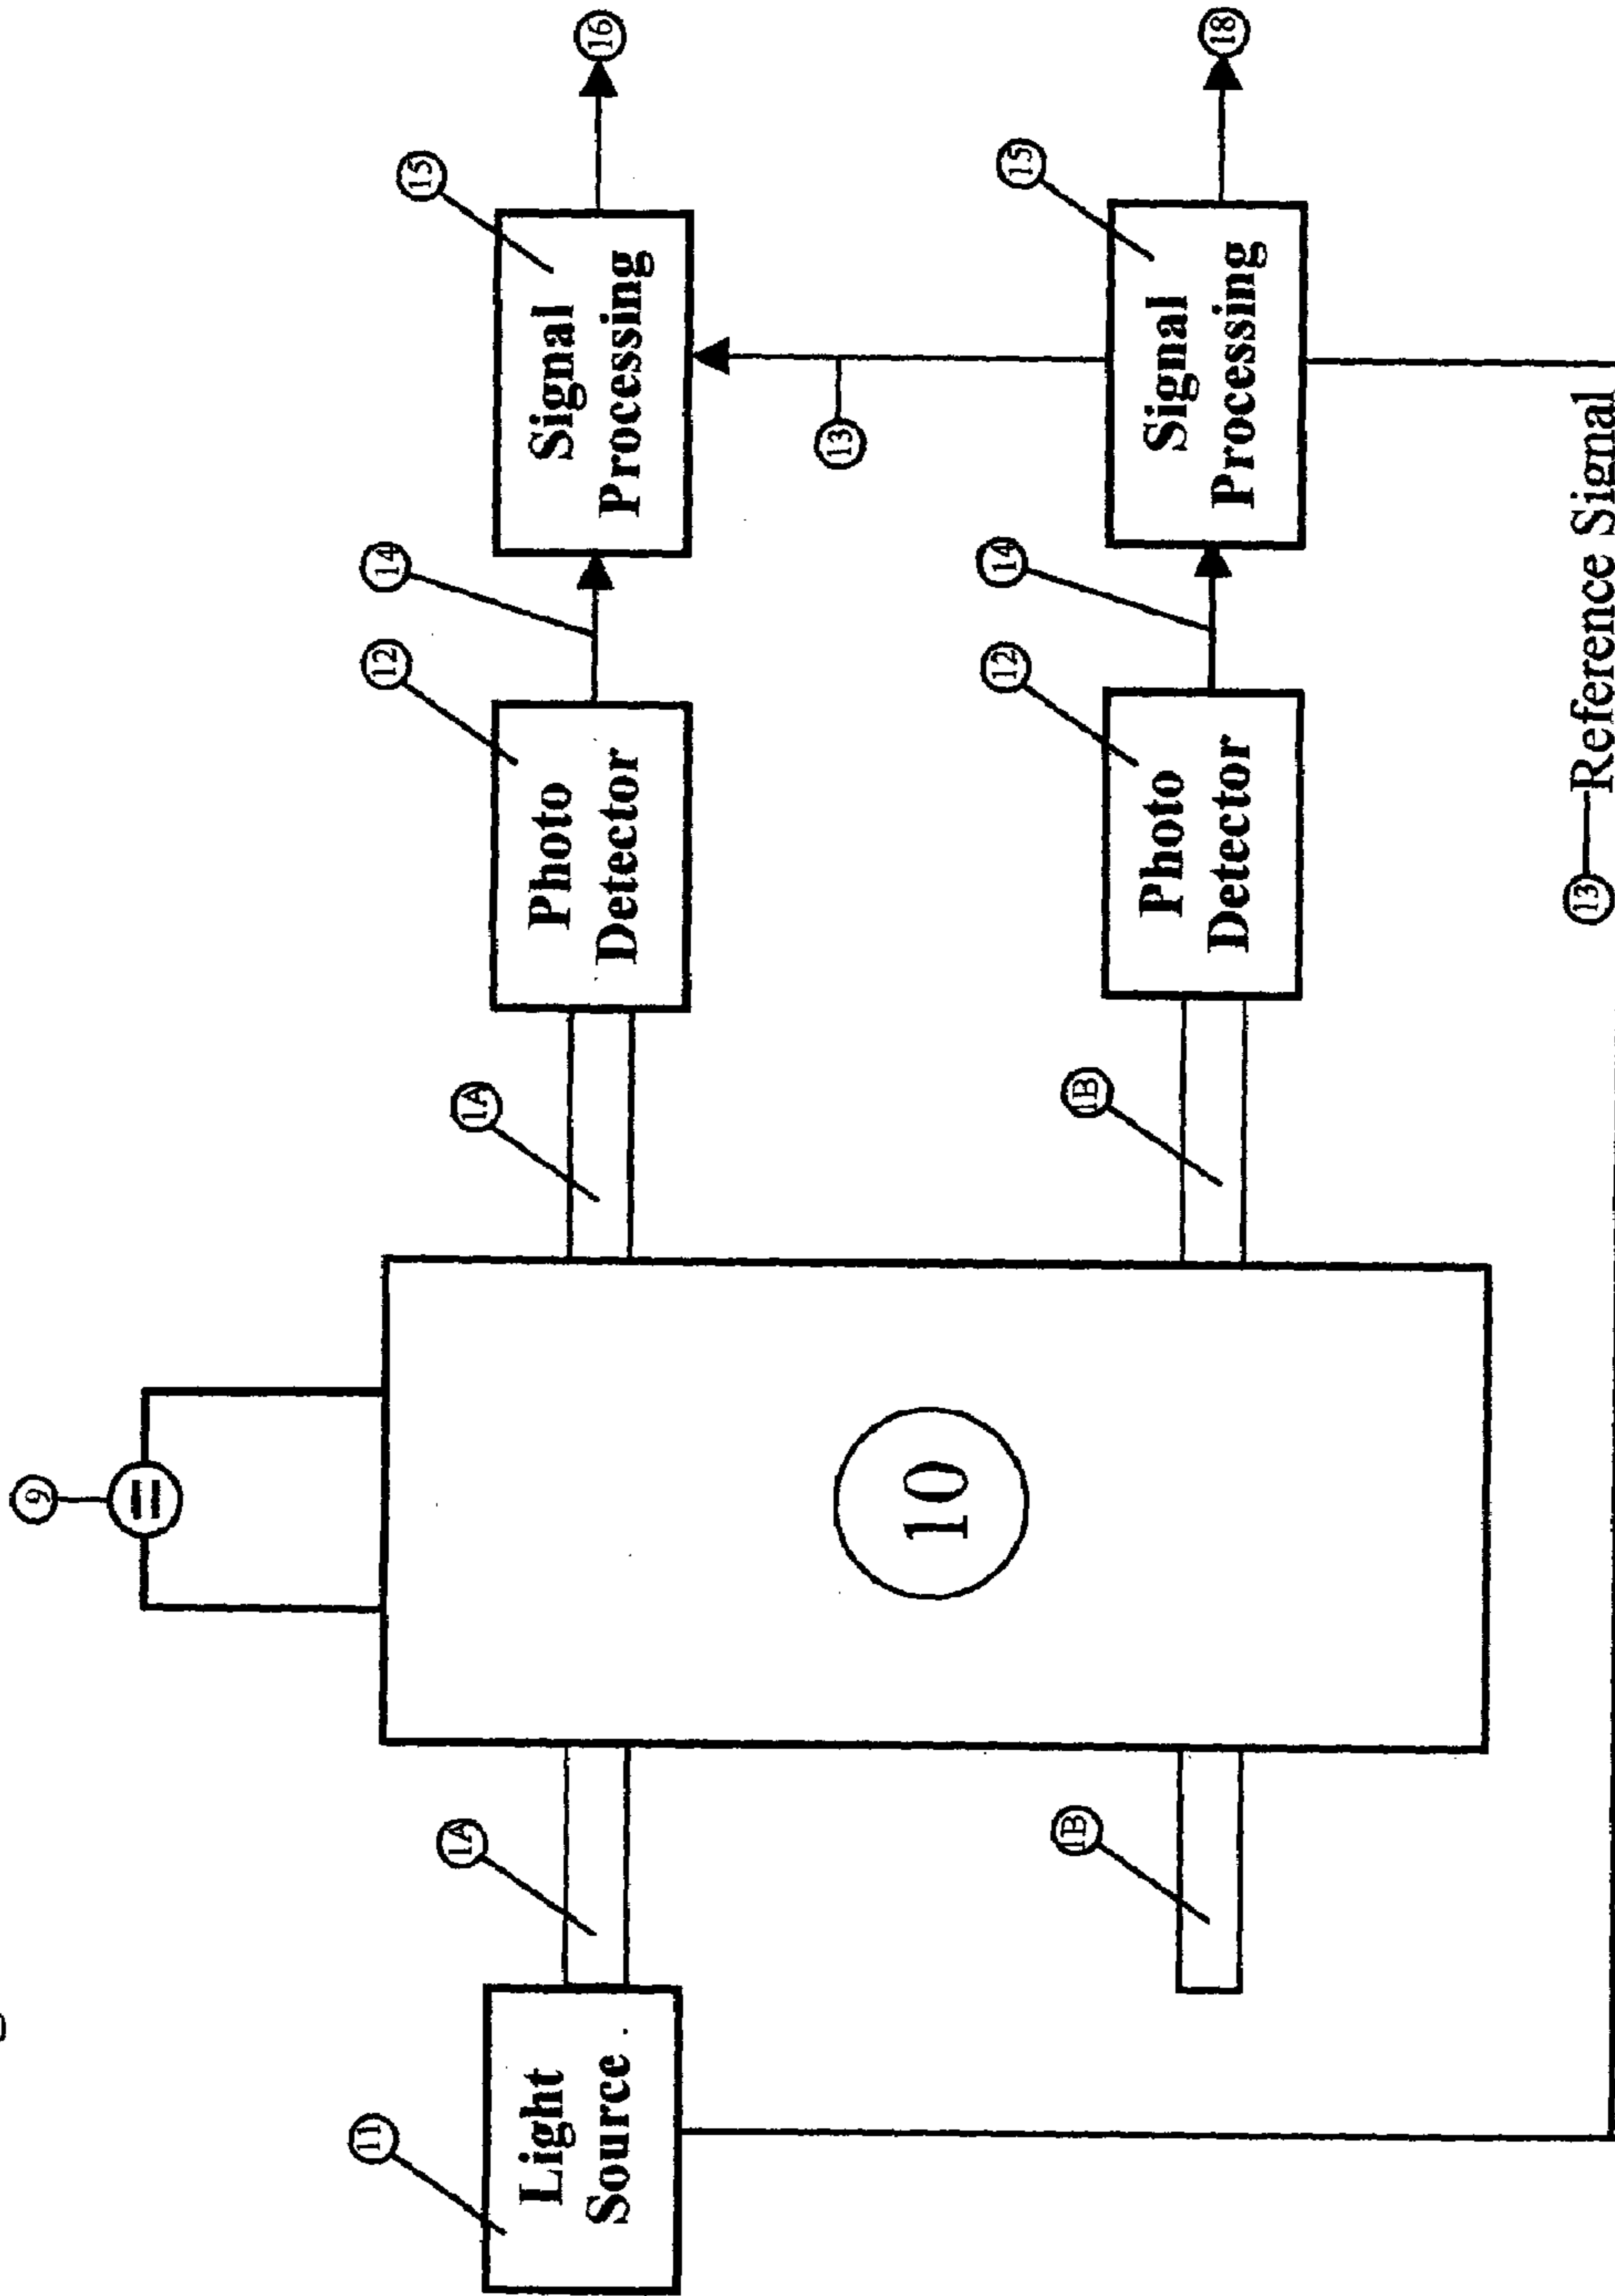 9
=
11
1A
1A
12
14
15
Light
Source
Photo
Detector
Signal
Processing
16
13
10
1B
1B
12
14
15
Photo
Detector
Signal
Processing
18
13 Reference Signal